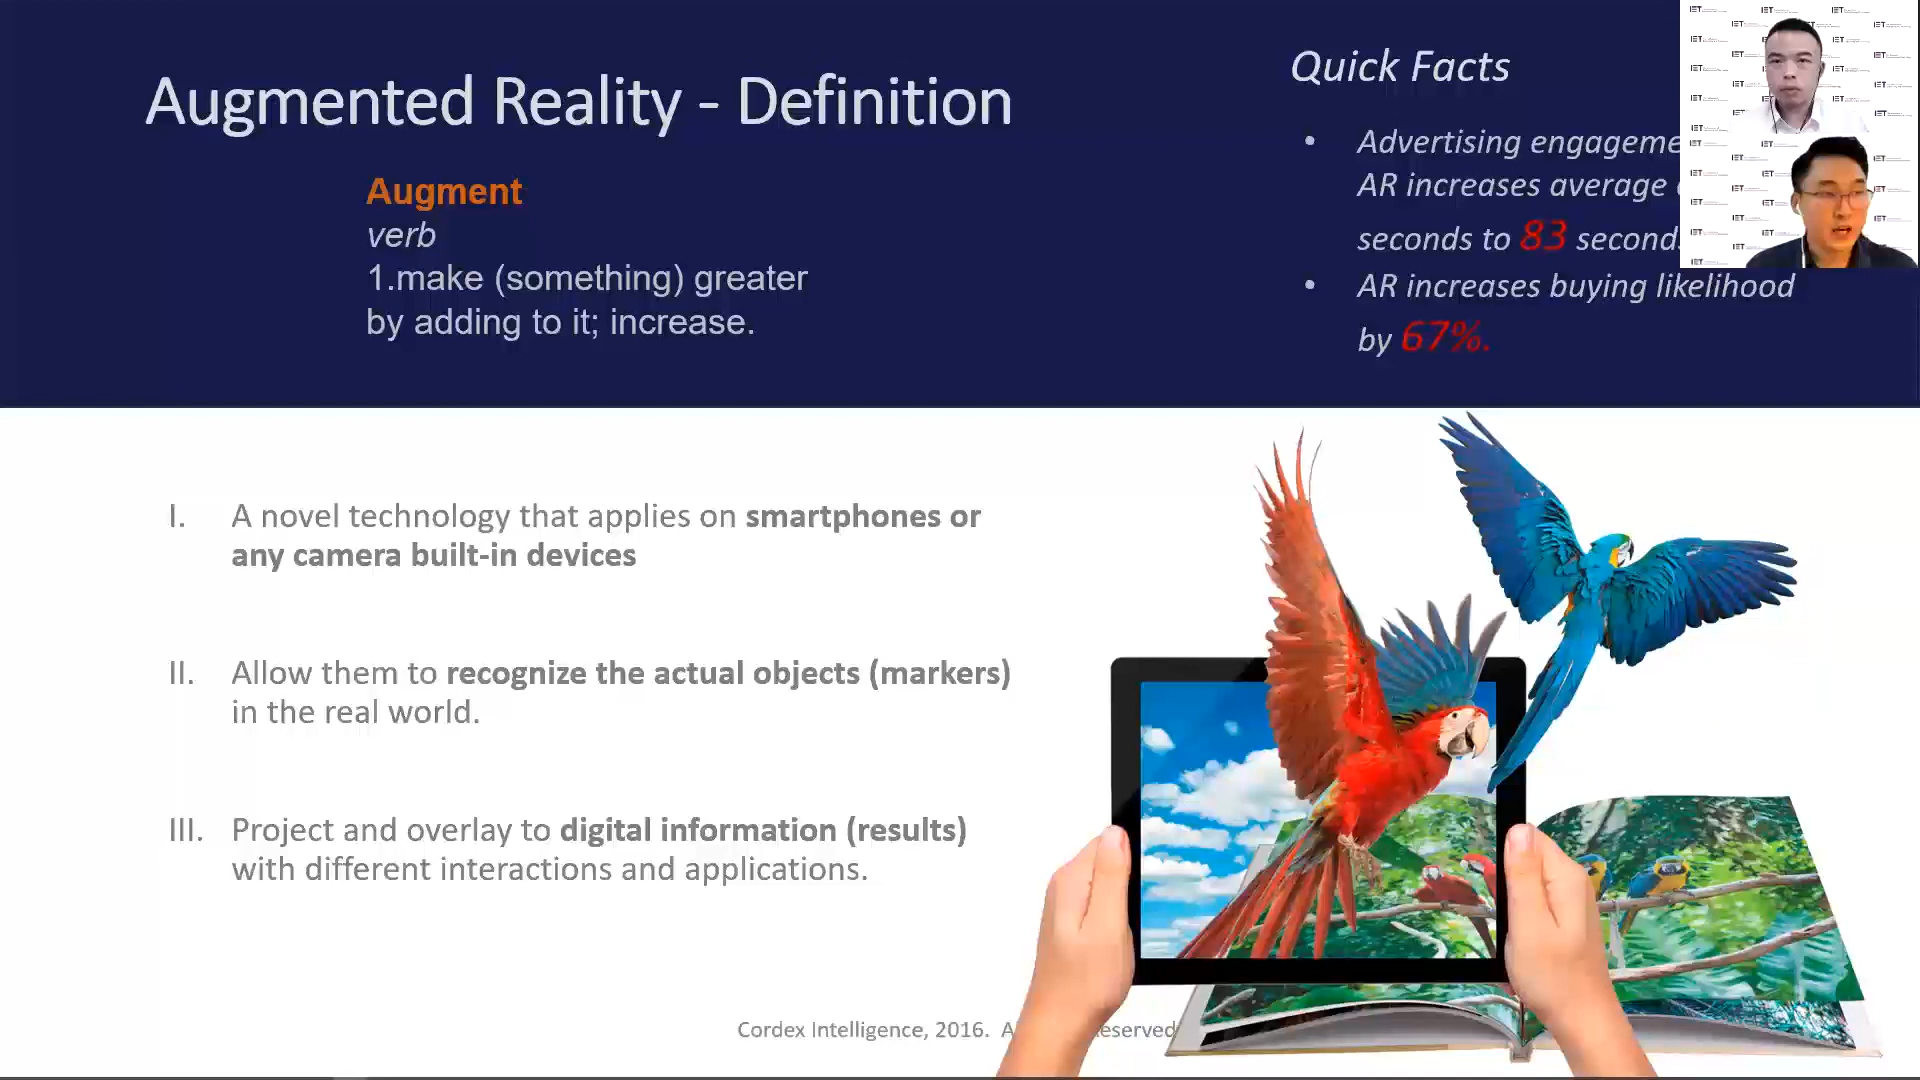 Augmented Reality - Definition
Augment
verb
1.make (something) greater
by adding to it; increase.
Quick Facts
• Advertising
AR increases average
seconds to 83
• AR increases buying likelihood
by 67%.
I. A novel technology that applies on smartphones or
any camera built-in devices
II. Allow them to recognize the actual objects (markers)
in the real world.
III. Project and overlay to digital information (results)
with different interactions and applications.
Cordex Intelligence, 2016.
IET